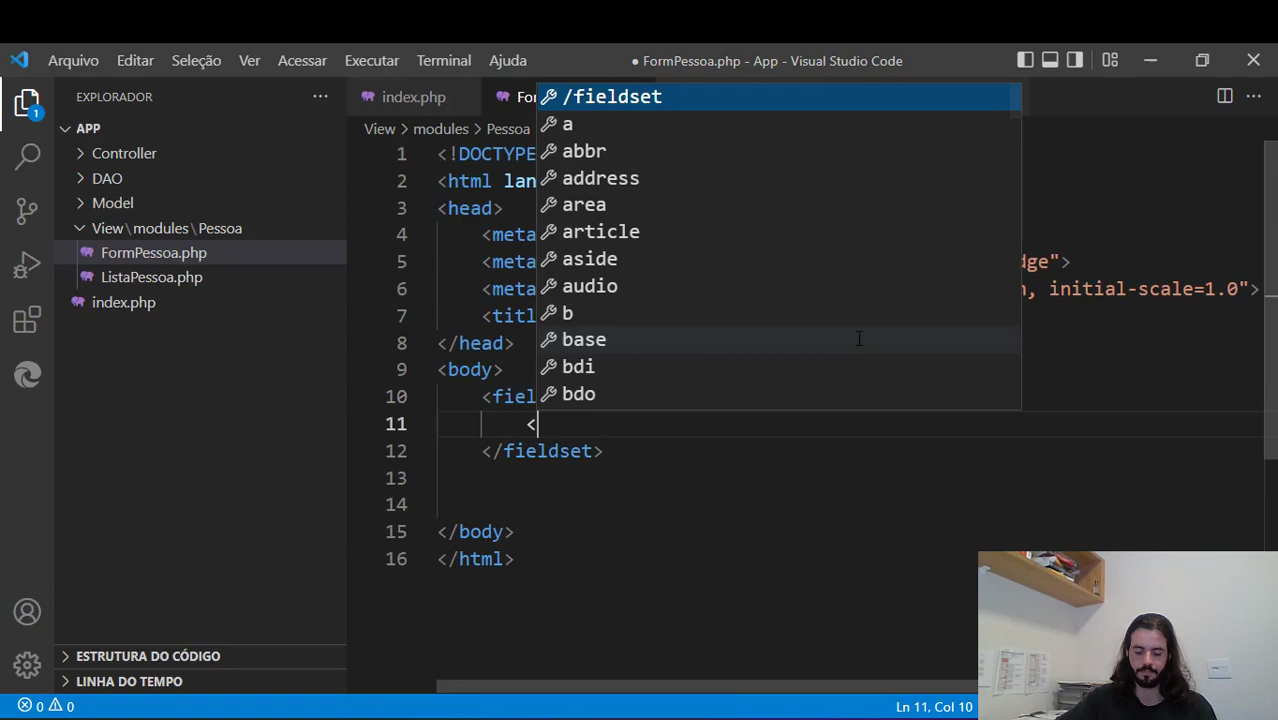 Arquivo Editar Seleção Ver Acessar Executar Terminal Ajuda
● FormPessoa.php - App - Visual Studio Code
EXPLORADOR ···
APP
Controller
DAO
Model
View\modules\Pessoa
FormPessoa.php
ListaPessoa.php
index.php
ESTRUTURA DO CÓDIGO
LINHA DO TEMPO
1
index.php
View > modules > Pessoa
/fieldset
a
abbr
address
area
article
aside
audio
b
base
bdi
bdo
1 <!DOCTYPE
2 <html lan
3 <head>
4 <meta
5 <meta dge">
6 <meta n, initial-scale=1.0">
7 <titl
8 </head>
9 <body>
10 <fiel
11 <
12 </fieldset>
13
14
15 </body>
16 </html>
0 0
Ln 11, Col 10